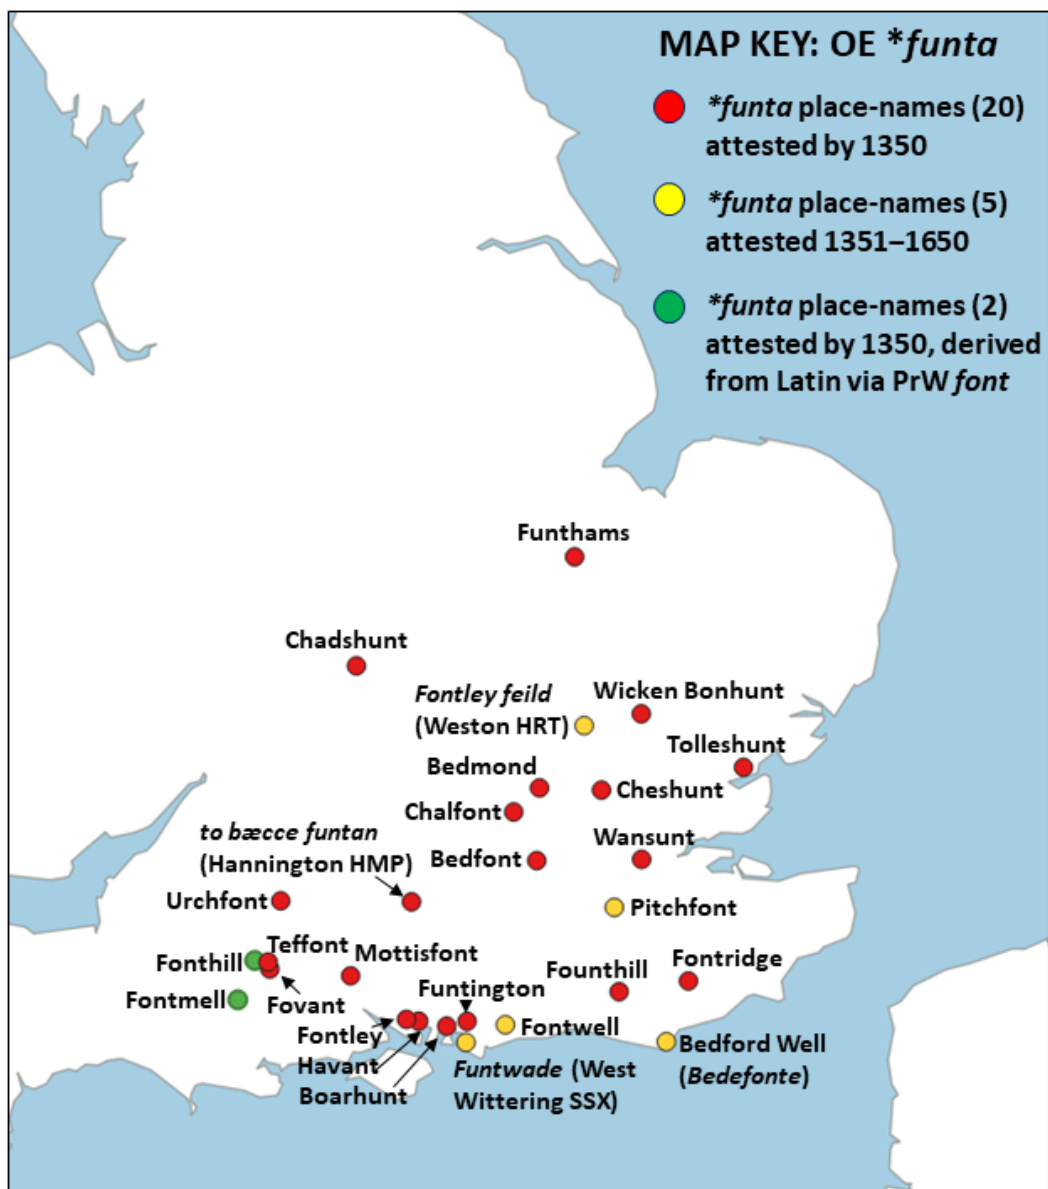 MAP KEY: OE *funta
*funta place-names (20)
attested by 1350
*funta place-names (5)
attested 1351–1650
*funta place-names (2)
attested by 1350, derived
from Latin via PrW font
Funthams
Chadshunt
Fontley feild
(Weston HRT)
Wicken Bonhunt
Tolleshunt
Bedmond
Cheshunt
Chalfont
to bæcce funtan
(Hannington HMP)
Bedfont
Wansunt
Urchfont
Pitchfont
Teffont
Fonthill
Mottisfont
Founthill
Fontridge
Fontmell
Fovant
Funtington
Fontley
Fontwell
Havant
Boarhunt
Funtwade (West
Wittering SSX)
Bedford Well
(Bedefonte)